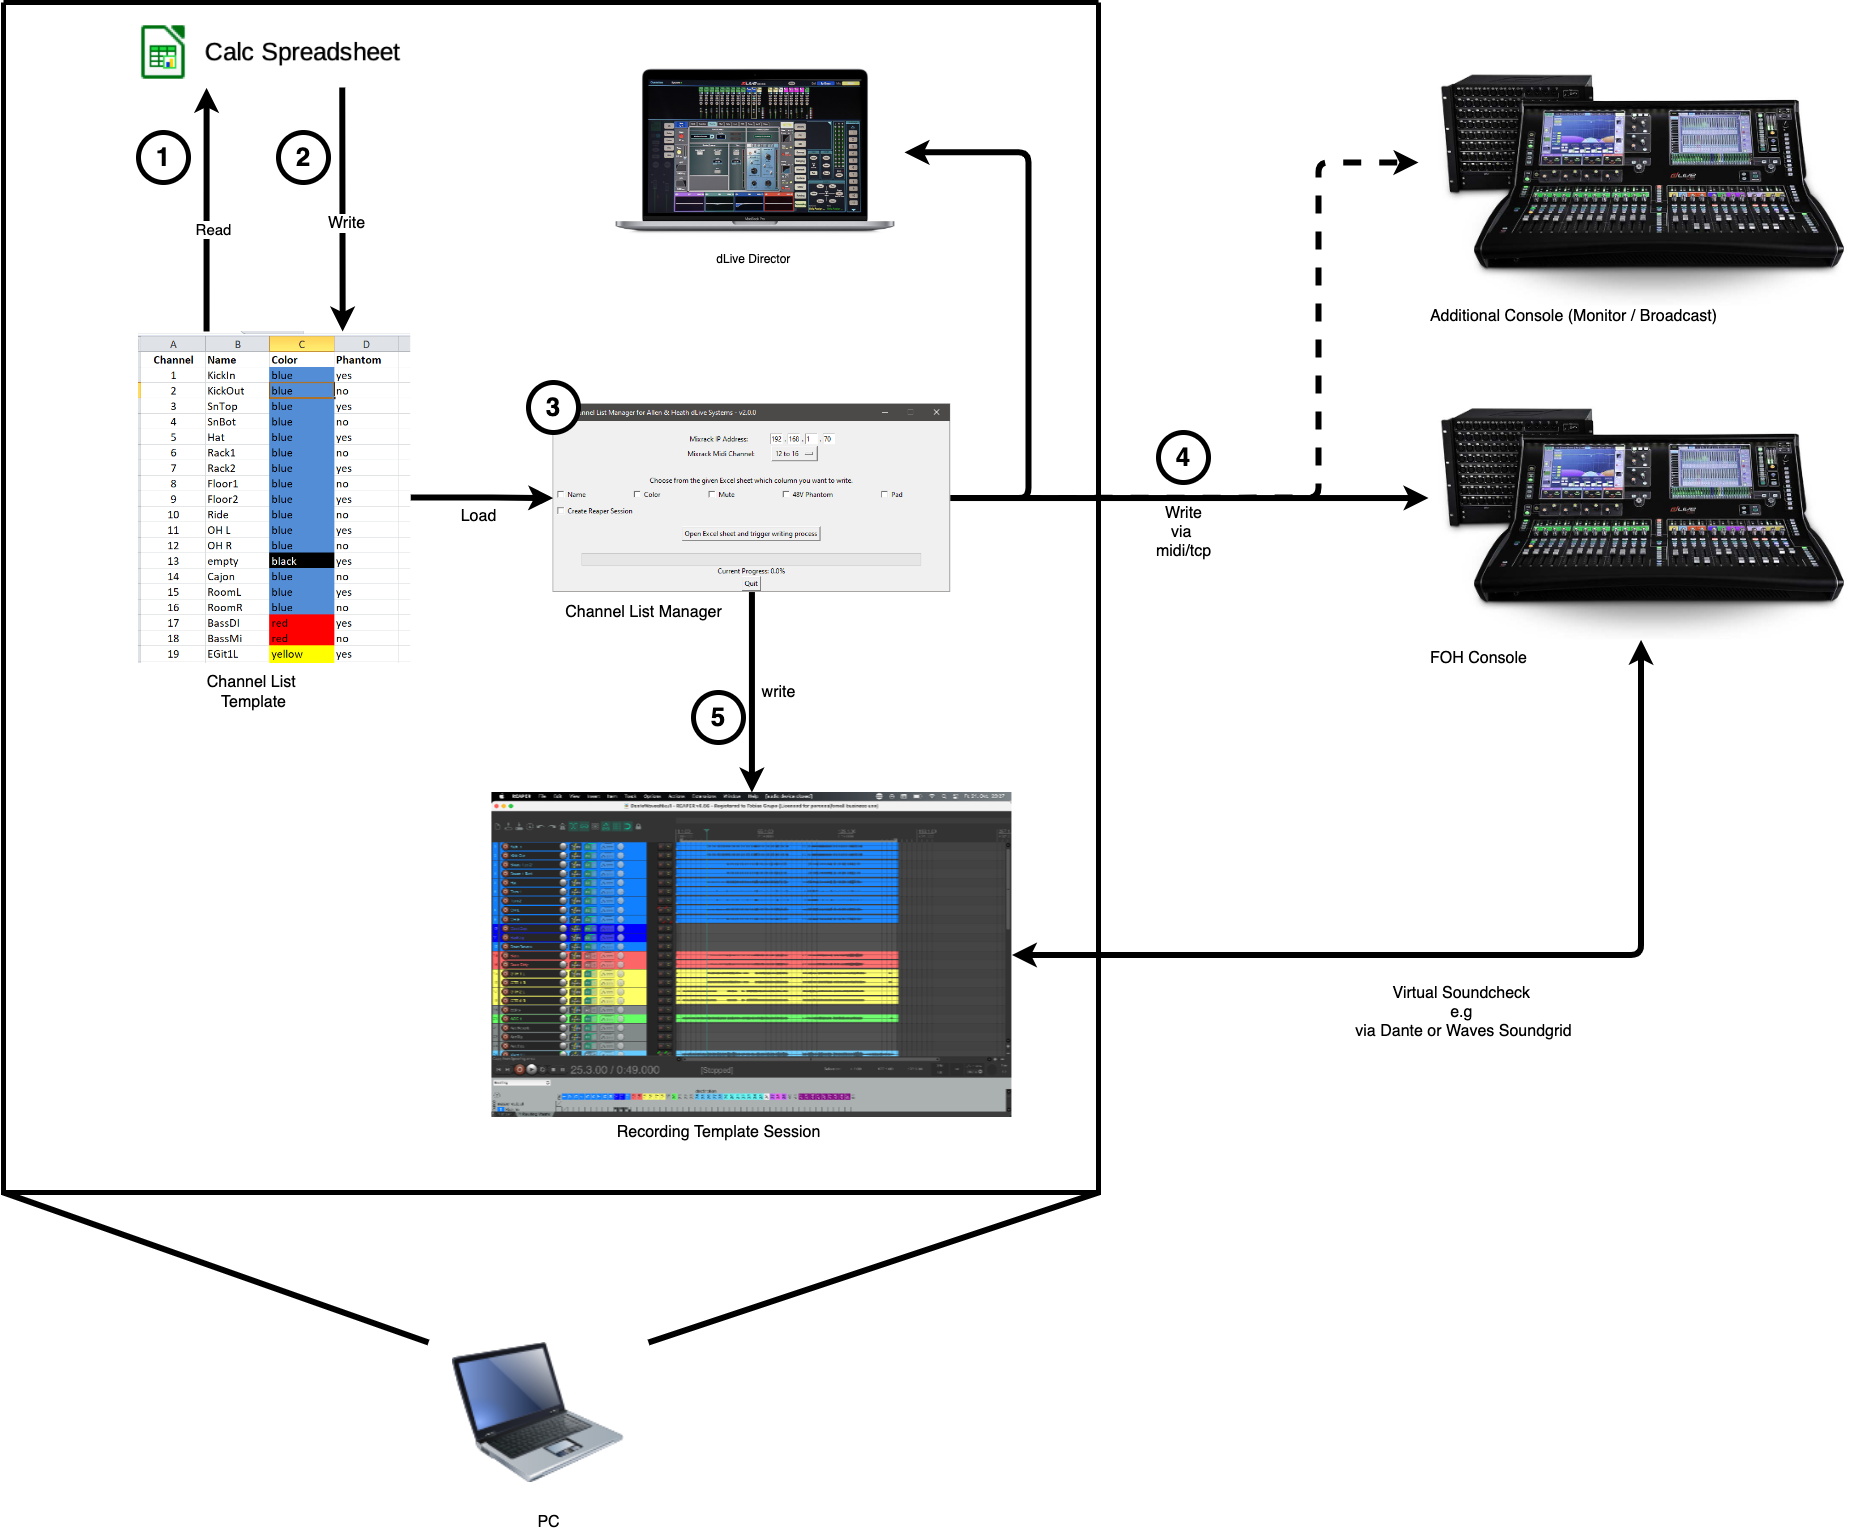 Calc Spreadsheet
1
2
Read
Write
dLive Director
Additional Console (Monitor / Broadcast)
A B C D
Channel Name Color Phantom
1 KickIn blue yes
2 KickOut blue no
3 SnTop blue yes
4 SnBot blue no
5 Hat blue yes
6 Rack1 blue no
7 Rack2 blue yes
8 Floor1 blue no
9 Floor2 blue yes
10 Ride blue no
11 OH L blue yes
12 OH R blue no
13 empty black yes
14 Cajon blue no
15 RoomL blue yes
16 RoomR blue no
17 BassDI red yes
18 BassMi red no
19 EGit1L yellow yes
Channel List
Template
Load
3
nnel List Manager for Allen & Heath dLive Systems - v2.0.0
Mixrack IP Address: 192 . 168 . 1 . 70
Mixrack Midi Channel: 12 to 16
Choose from the given Excel sheet which column you want to write.
Name Color Mute 48V Phantom Pad
Create Reaper Session
Open Excel sheet and trigger writing process
Current Progress: 0.0%
Quit
Channel List Manager
4
Write
via
midi/tcp
FOH Console
5
write
25.3.00 / 0:49.000 [Stopped]
Recording Template Session
Virtual Soundcheck
e.g
via Dante or Waves Soundgrid
PC